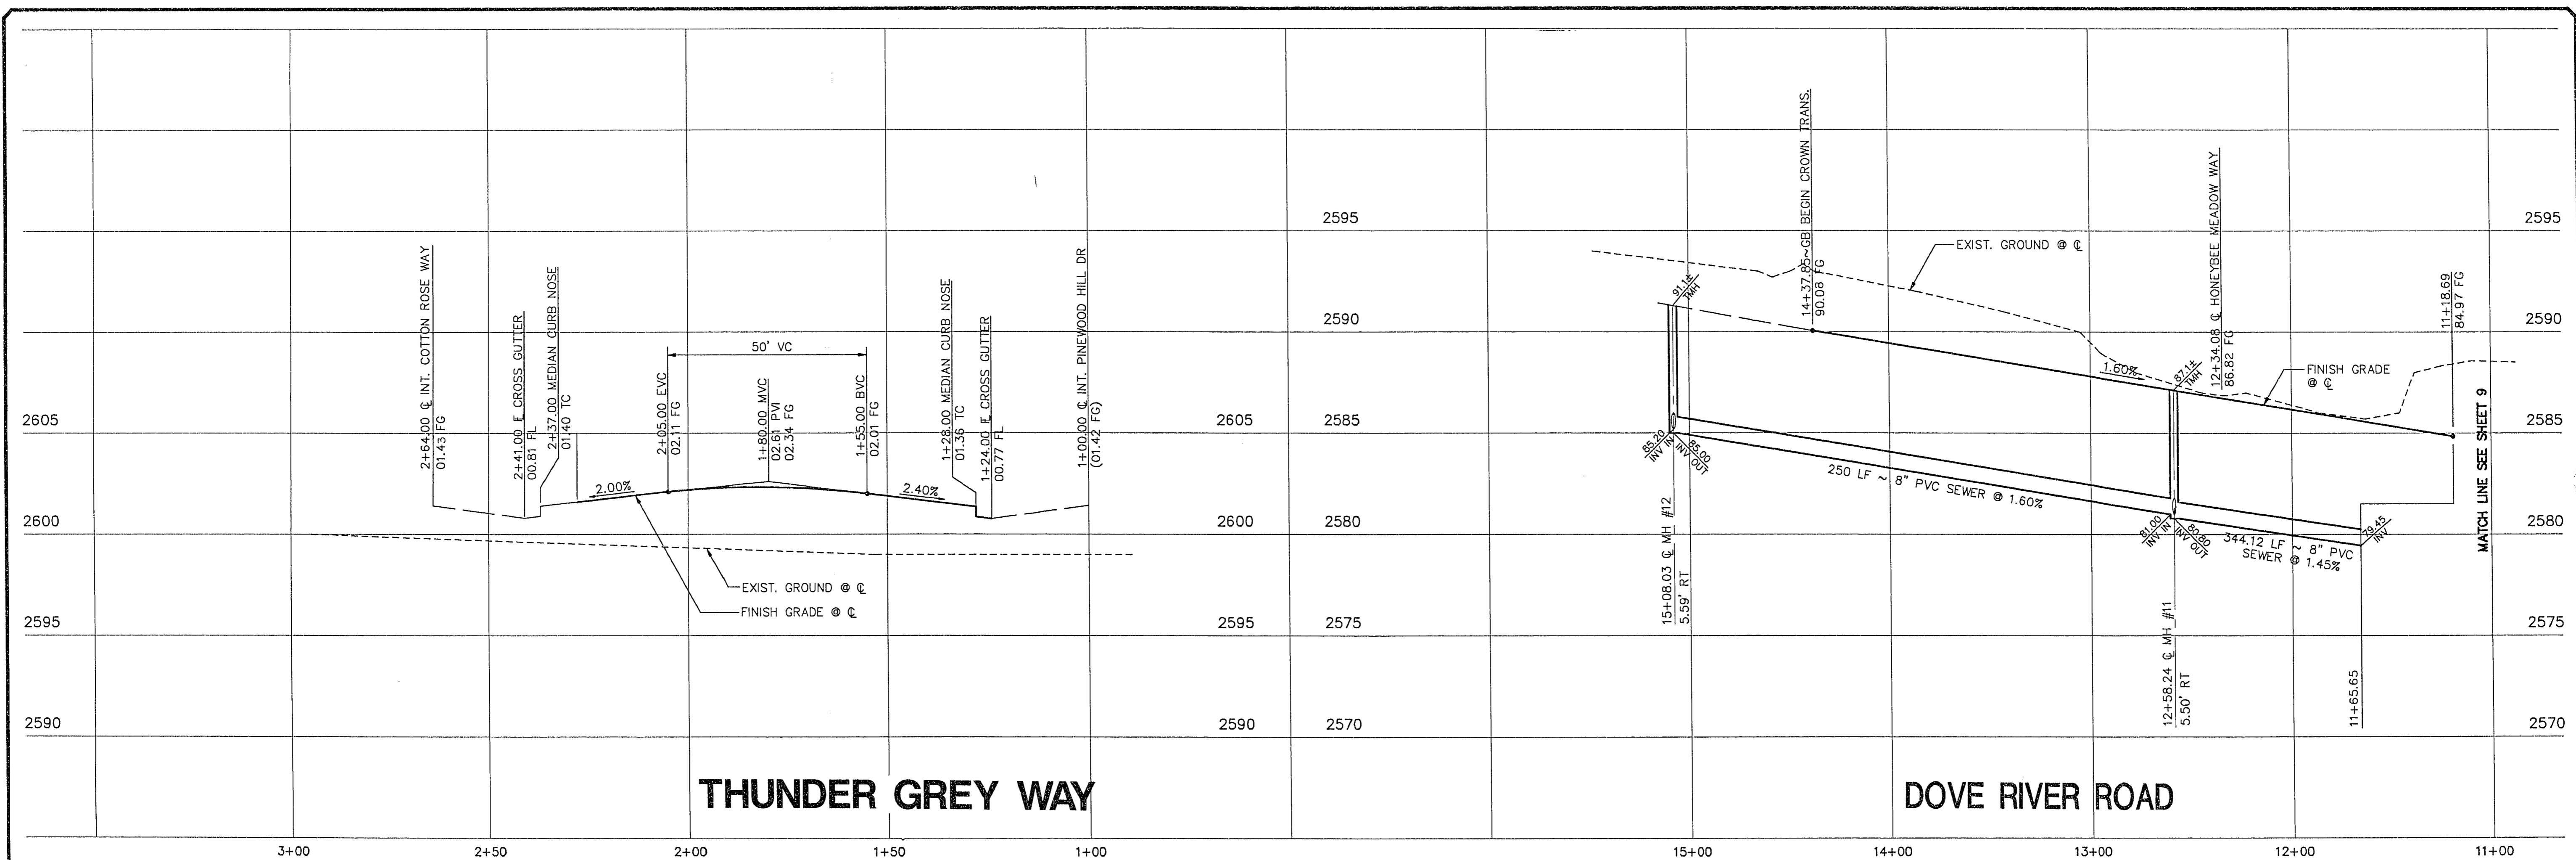 2+64.00 ℄ INT. COTTON ROSE WAY
01.43 FG
2+41.00 ℄ CROSS GUTTER
00.81 FL
2+37.00 MEDIAN CURB NOSE
01.40 TC
50' VC
2+05.00 EVC
02.11 FG
1+80.00 MVC
02.61 PVI
02.34 FG
1+55.00 BVC
02.01 FG
1+28.00 MEDIAN CURB NOSE
01.36 TC
1+24.00 ℄ CROSS GUTTER
00.77 FL
1+00.00 ℄ INT. PINEWOOD HILL DR
(01.42 FG)
2.00%
2.40%
EXIST. GROUND @ ℄
FINISH GRADE @ ℄
2605
2600
2595
2590
2605
2600
2595
2590
THUNDER GREY WAY
3+00
2+50
2+00
1+50
1+00
2595
2590
2585
2580
2575
2570
91.1±
TMH
14+37.85~GB BEGIN CROWN TRANS.
90.08 FG
EXIST. GROUND @ ℄
1.60%
87.1±
TMH
12+34.08 ℄ HONEYBEE MEADOW WAY
86.82 FG
FINISH GRADE
@ ℄
11+18.69
84.97 FG
MATCH LINE SEE SHEET 9
85.20
INV IN
85.00
INV OUT
250 LF ~ 8" PVC SEWER @ 1.60%
81.00
INV IN
80.80
INV OUT
344.12 LF ~ 8" PVC
SEWER @ 1.45%
79.45
INV
15+08.03 ℄ MH #12
5.59' RT
12+58.24 ℄ MH #11
5.50' RT
11+65.65
2595
2590
2585
2580
2575
2570
DOVE RIVER ROAD
15+00
14+00
13+00
12+00
11+00